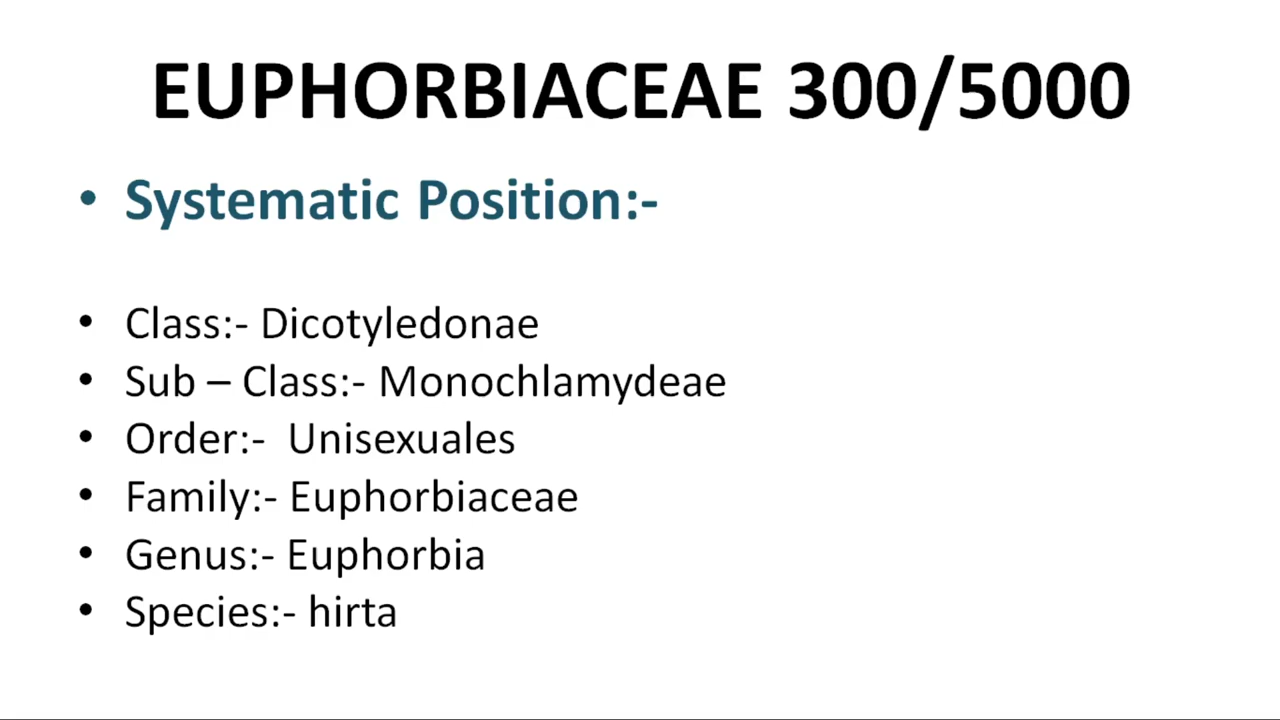 EUPHORBIACEAE 300/5000
• Systematic Position:-
• Class:- Dicotyledonae
• Sub – Class:- Monochlamydeae
• Order:- Unisexuales
• Family:- Euphorbiaceae
• Genus:- Euphorbia
• Species:- hirta